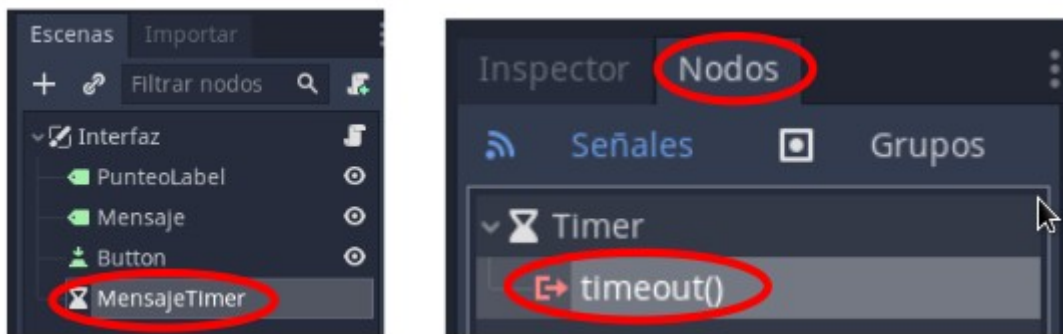 Escenas Importar
Filtrar nodos
Interfaz
PunteoLabel
Mensaje
Button
MensajeTimer
Inspector Nodos
Señales Grupos
Timer
timeout()